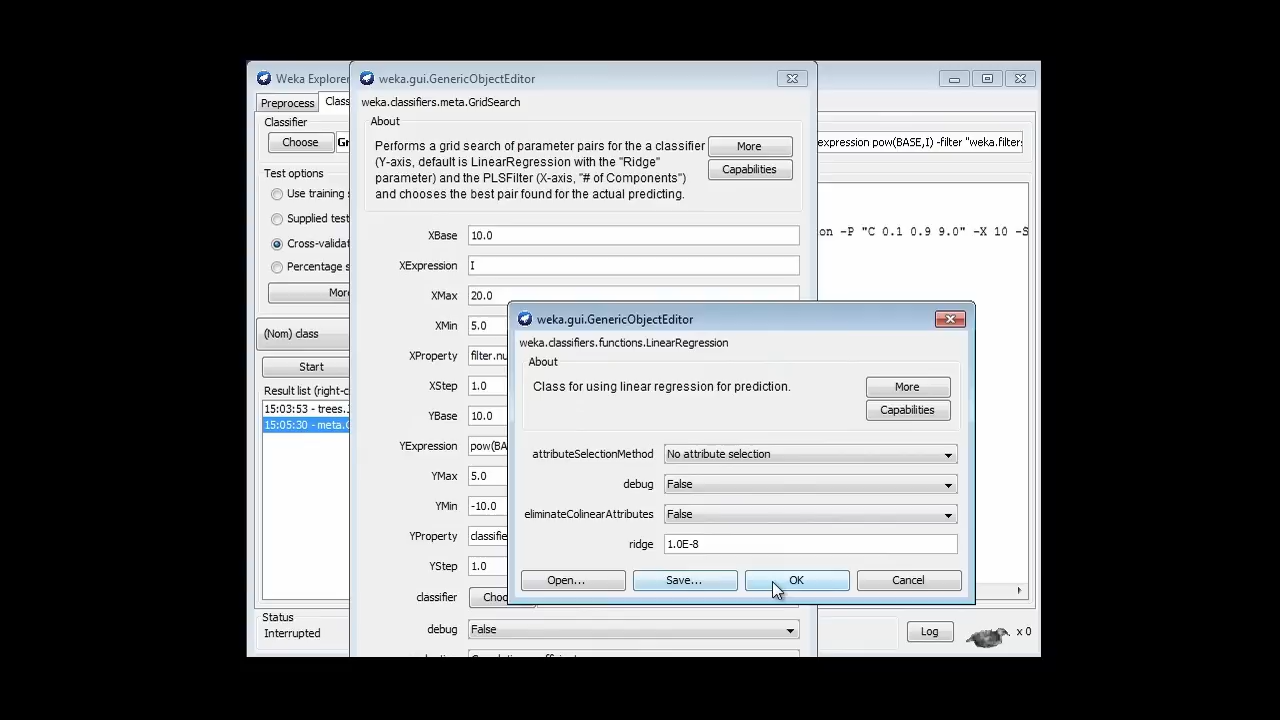 Weka Explorer
weka.gui.GenericObjectEditor
Preprocess
weka.classifiers.meta.GridSearch
Classifier
About
Choose
Performs a grid search of parameter pairs for the a classifier
(Y-axis, default is LinearRegression with the "Ridge"
parameter) and the PLSFilter (X-axis, "# of Components")
and chooses the best pair found for the actual predicting.
More
Capabilities
expression pow(BASE,I) -filter "weka.filter
Test options
Use training
Supplied test
on -P "C 0.1 0.9 9.0" -X 10 -S
Percentage
(Nom) class
Start
Result list (right-c
15:03:53 - trees.
15:05:30 - meta.
Status
Interrupted
XBase 10.0
XExpression I
XMax 20.0
XMin 5.0
XProperty filter.nu
XStep 1.0
YBase 10.0
YExpression pow(BA
YMax 5.0
YMin -10.0
YProperty classifie
YStep 1.0
classifier
debug False
weka.gui.GenericObjectEditor
weka.classifiers.functions.LinearRegression
About
Class for using linear regression for prediction.
More
Capabilities
attributeSelectionMethod No attribute selection
debug False
eliminateColinearAttributes False
ridge 1.0E-8
Open... Save... OK Cancel
Log x 0